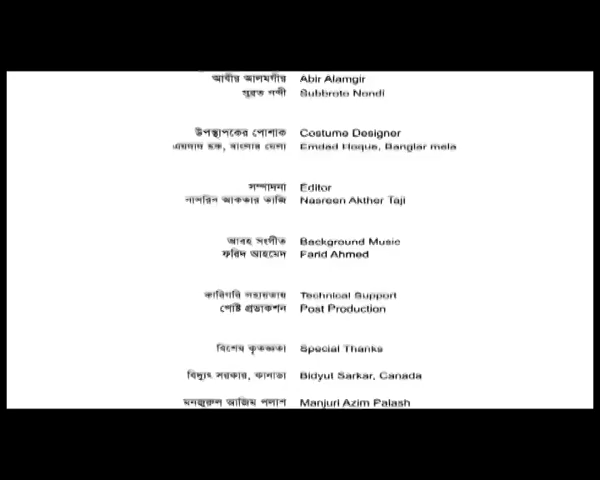 আবীর আলমগীর Abir Alamgir
সুব্রত নন্দী Subbroto Nondi
উপস্থাপকের পোশাক Costume Designer
এমদাদ হক, বাংলার মেলা Emdad Hoque, Banglar mela
সম্পাদনা Editor
নাসরিন আকতার তাজি Nasreen Akther Taji
আবহ সংগীত Background Music
ফরিদ আহমেদ Farid Ahmed
কারিগরি সহায়তায় Technical Support
পোষ্ট প্রডাকশন Post Production
বিশেষ কৃতজ্ঞতা Special Thanks
বিদ্যুৎ সরকার, কানাডা Bidyut Sarkar, Canada
মনজুরুল আজিম পলাশ Manjuri Azim Palash